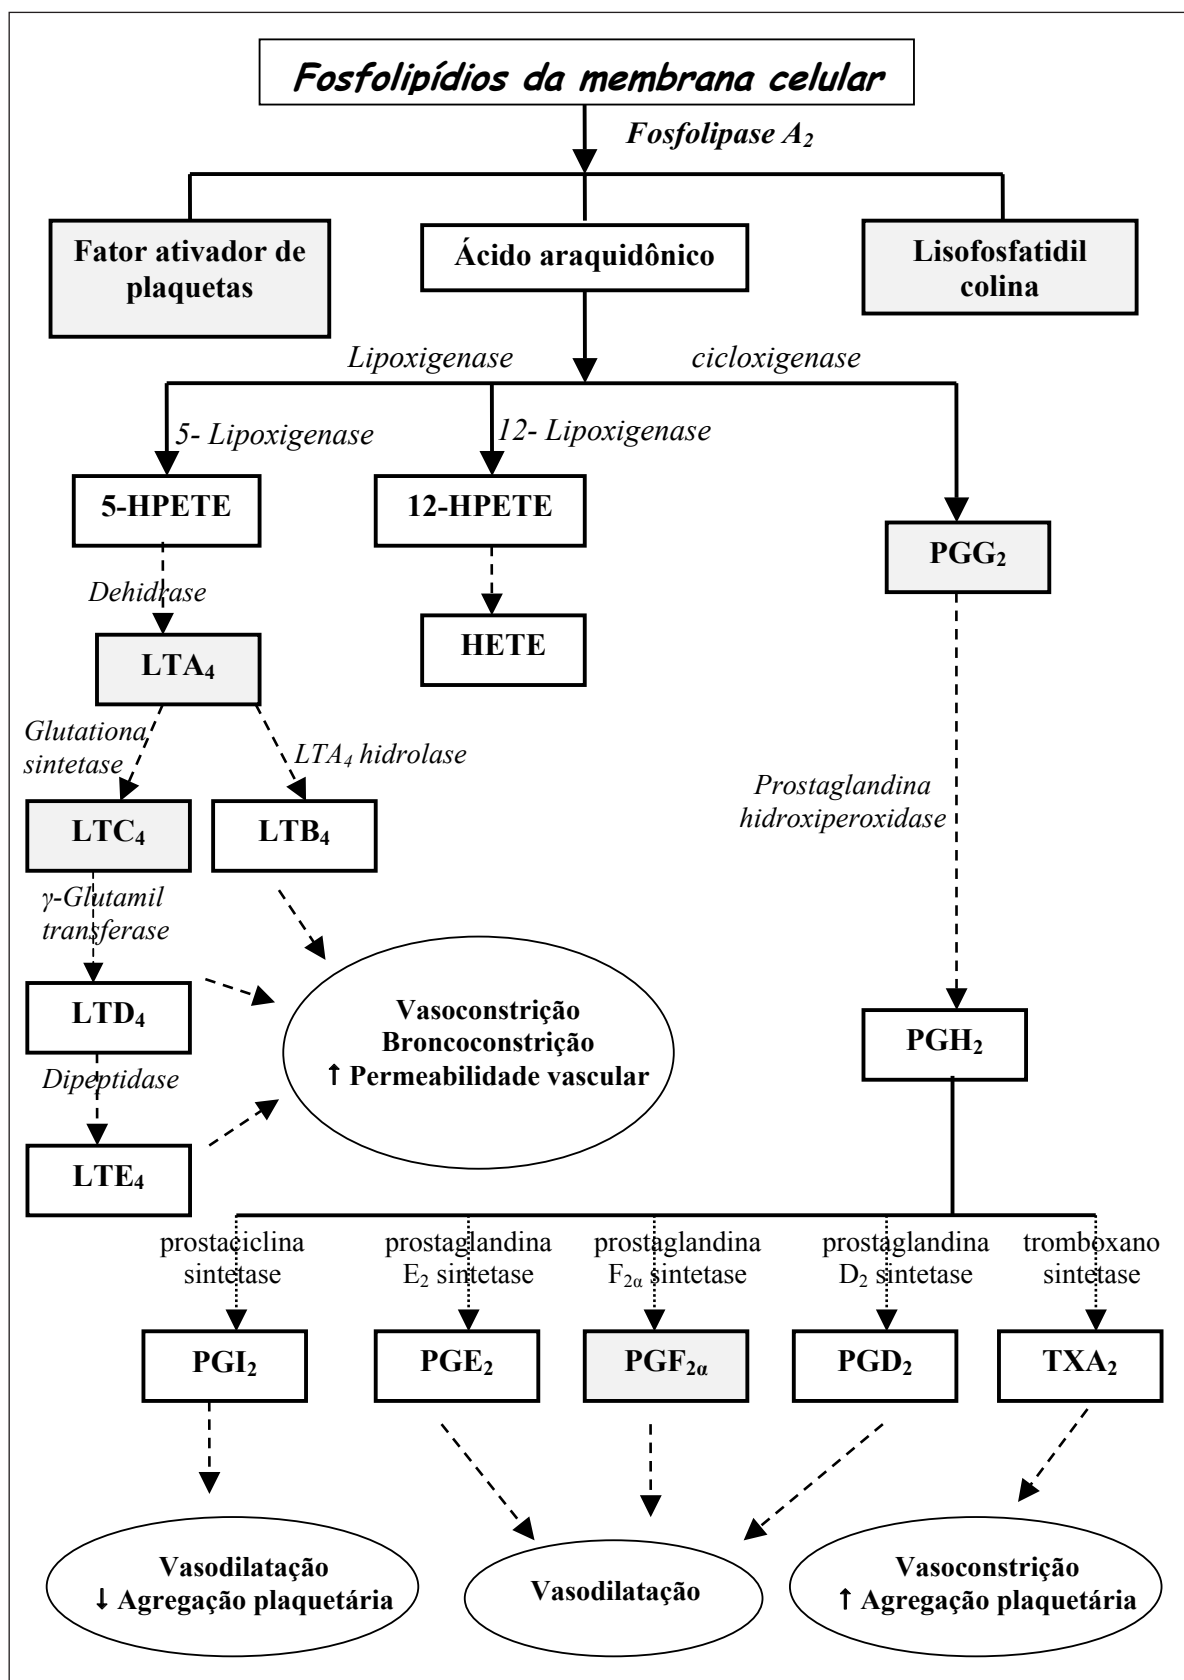 Fosfolipídios da membrana celular
Fosfolipase A₂
Fator ativador de
plaquetas
Ácido araquidônico
Lisofosfatidil
colina
Lipoxigenase
cicloxigenase
5- Lipoxigenase
12- Lipoxigenase
5-HPETE
12-HPETE
PGG₂
Dehidrase
HETE
LTA₄
Glutationa
sintetase
LTA₄ hidrolase
Prostaglandina
hidroxiperoxidase
LTC₄
LTB₄
γ-Glutamil
transferase
LTD₄
Vasoconstrição
Broncoconstrição
↑ Permeabilidade vascular
PGH₂
Dipeptidase
LTE₄
prostaciclina
sintetase
prostaglandina
E₂ sintetase
prostaglandina
F₂α sintetase
prostaglandina
D₂ sintetase
tromboxano
sintetase
PGI₂
PGE₂
PGF₂α
PGD₂
TXA₂
Vasodilatação
↓ Agregação plaquetária
Vasodilatação
Vasoconstrição
↑ Agregação plaquetária